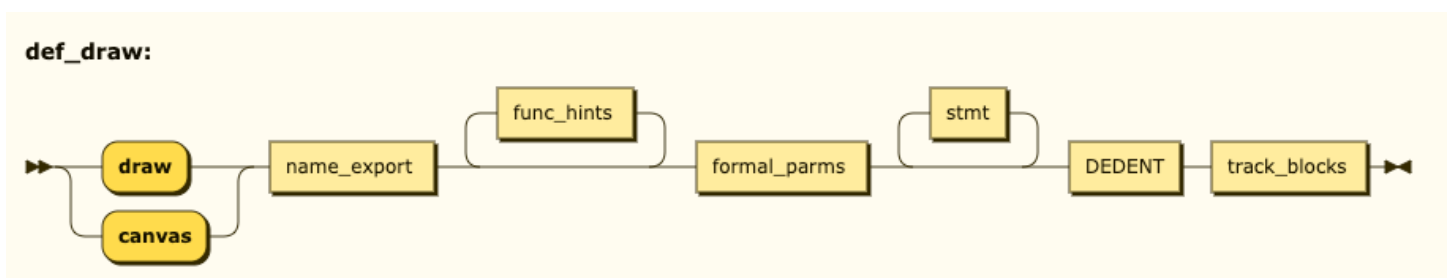 def_draw:
func_hints
stmt
draw
name_export
formal_parms
DEDENT
track_blocks
canvas